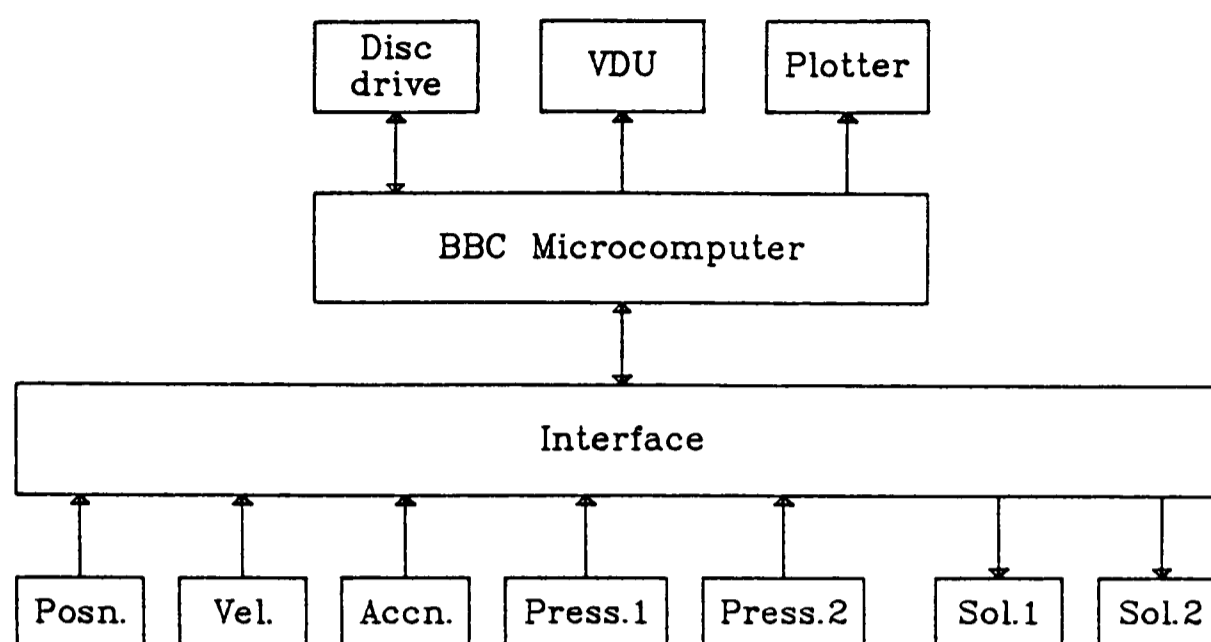 Disc
drive
VDU
Plotter
BBC Microcomputer
Interface
Posn.
Vel.
Accn.
Press.1
Press.2
Sol.1
Sol.2